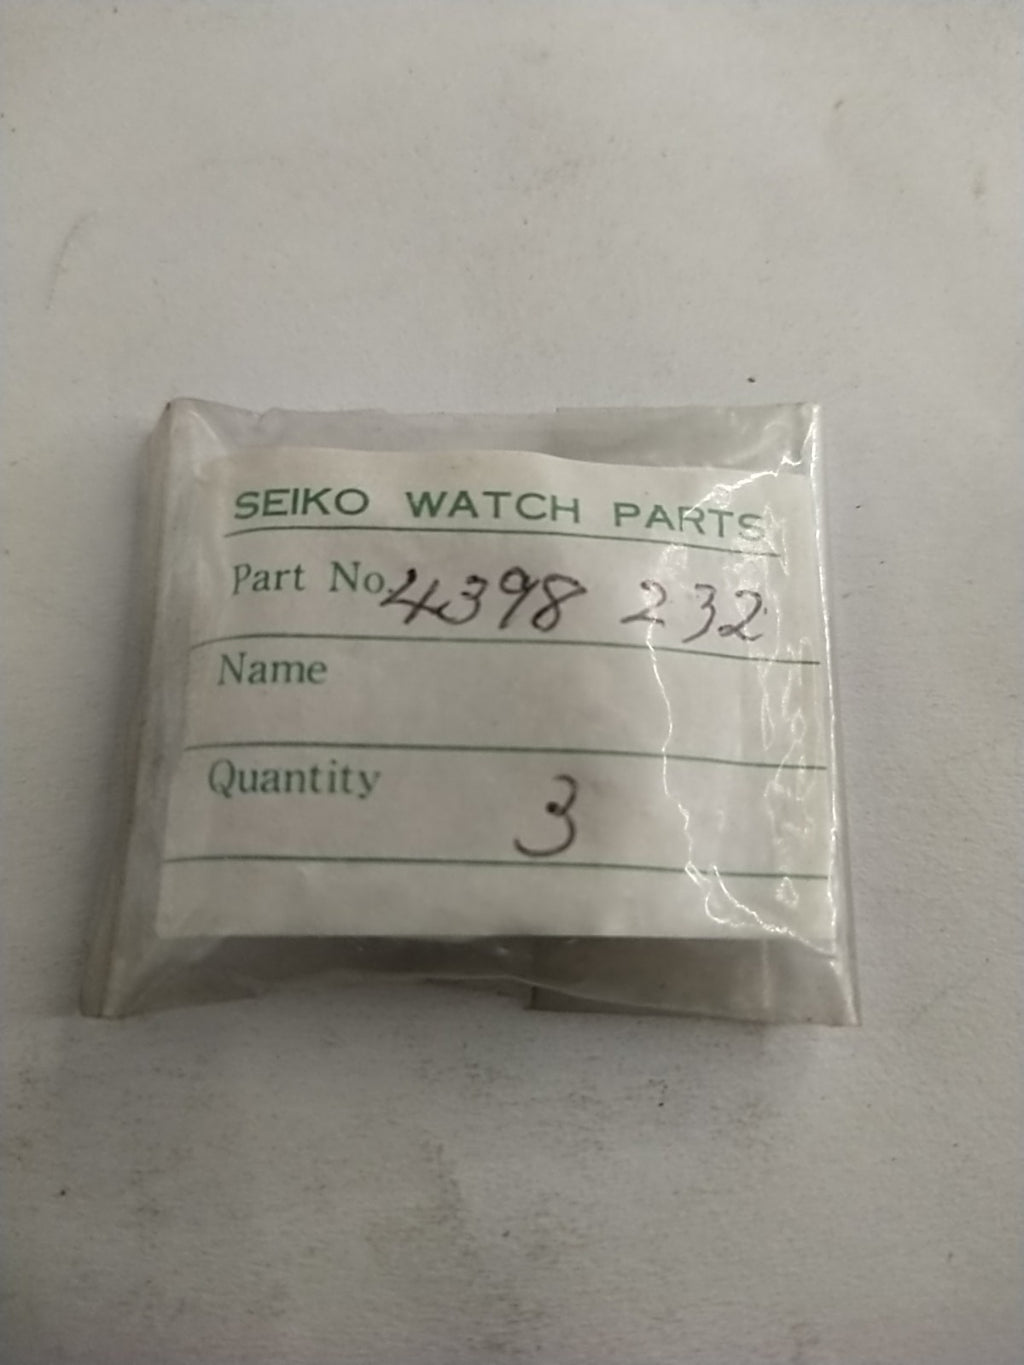 SEIKO WATCH PARTS
Part No. 4398 232
Name
Quantity 3